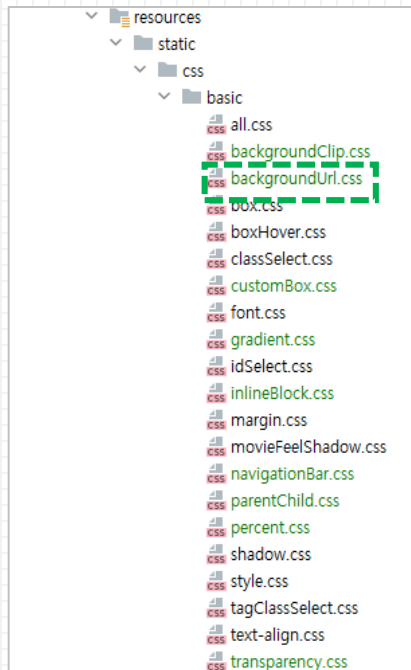 resources
static
css
basic
all.css
backgroundClip.css
backgroundUrl.css
box.css
boxHover.css
classSelect.css
customBox.css
font.css
gradient.css
idSelect.css
inlineBlock.css
margin.css
movieFeelShadow.css
navigationBar.css
parentChild.css
percent.css
shadow.css
style.css
tagClassSelect.css
text-align.css
transparency.css